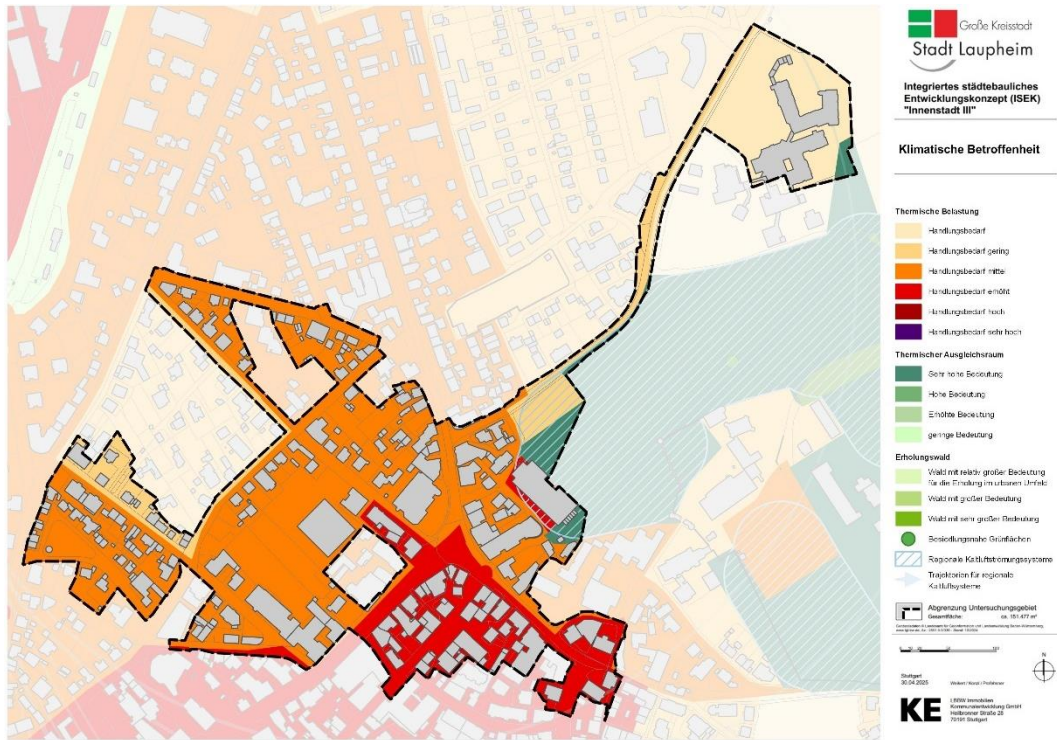 Große Kreisstadt
Stadt Laupheim
Integriertes städtebauliches
Entwicklungskonzept (ISEK)
"Innenstadt III"
Klimatische Betroffenheit
Thermische Belastung
Handlungsbedarf
Handlungsbedarf gering
Handlungsbedarf mittel
Handlungsbedarf erhöht
Handlungsbedarf hoch
Handlungsbedarf sehr hoch
Thermischer Ausgleichsraum
Sehr hohe Bedeutung
Hohe Bedeutung
Erhöhte Bedeutung
geringe Bedeutung
Erholungswald
Wald mit relativ großer Bedeutung
für die Erholung im urbanen Umfeld
Wald mit großer Bedeutung
Wald mit sehr großer Bedeutung
Besiedlungsnahe Grünflächen
Regionale Kaltluftströmungssysteme
Trajektorien für regionale
Kaltluftsysteme
Abgrenzung Untersuchungsgebiet
Gesamtfläche: ca. 151.477 m²
N
Stuttgart
30.04.2025
KE
LBBW Immobilien
Kommunalentwicklung GmbH
Heilbronner Straße 28
70191 Stuttgart